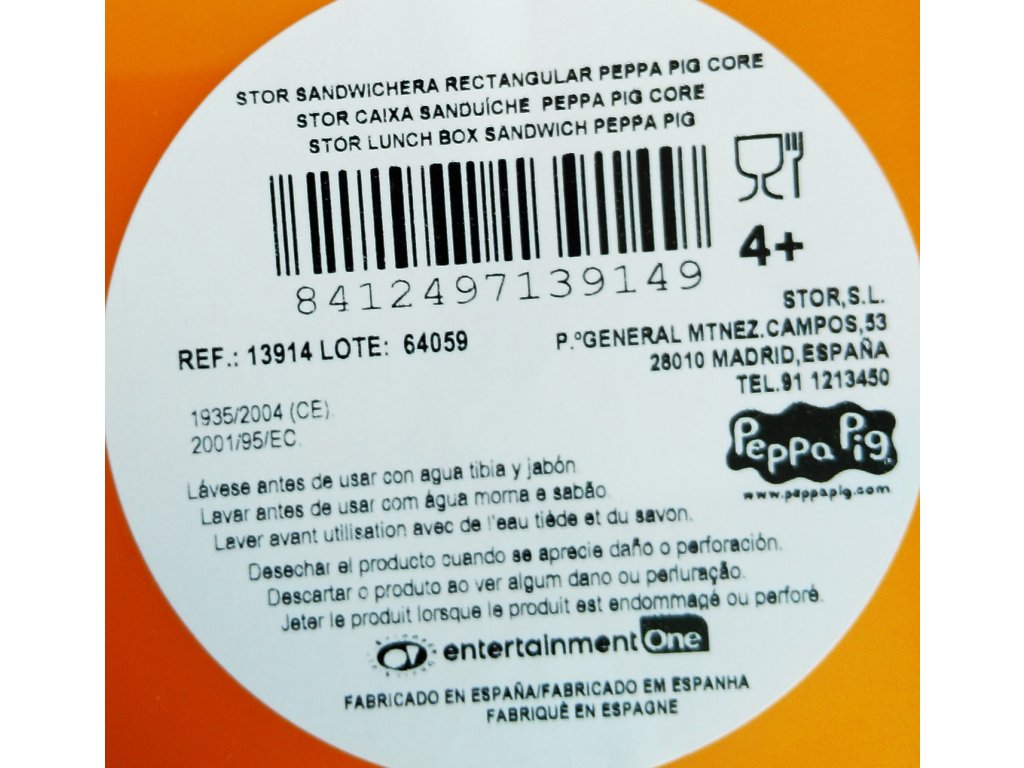 STOR SANDWICHERA RECTANGULAR PEPPA PIG CORE
STOR CAIXA SANDUÍCHE PEPPA PIG CORE
STOR LUNCH BOX SANDWICH PEPPA PIG
8412497139149
4+
REF.: 13914 LOTE: 64059
STOR,S.L.
P.ºGENERAL MTNEZ.CAMPOS,53
28010 MADRID,ESPAÑA
TEL.91 1213450
1935/2004 (CE).
2001/95/EC.
Peppa Pig
www.peppapig.com
Lávese antes de usar con agua tibia y jabón.
Lavar antes de usar com água morna e sabão.
Laver avant utilisation avec de l'eau tiède et du savon.
Desechar el producto cuando se aprecie daño o perforación.
Descartar o produto ao ver algum dano ou perfuração.
Jeter le produit lorsque le produit est endommagé ou perforé.
entertainment One
FABRICADO EN ESPAÑA/FABRICADO EM ESPANHA
FABRIQUÉ EN ESPAGNE